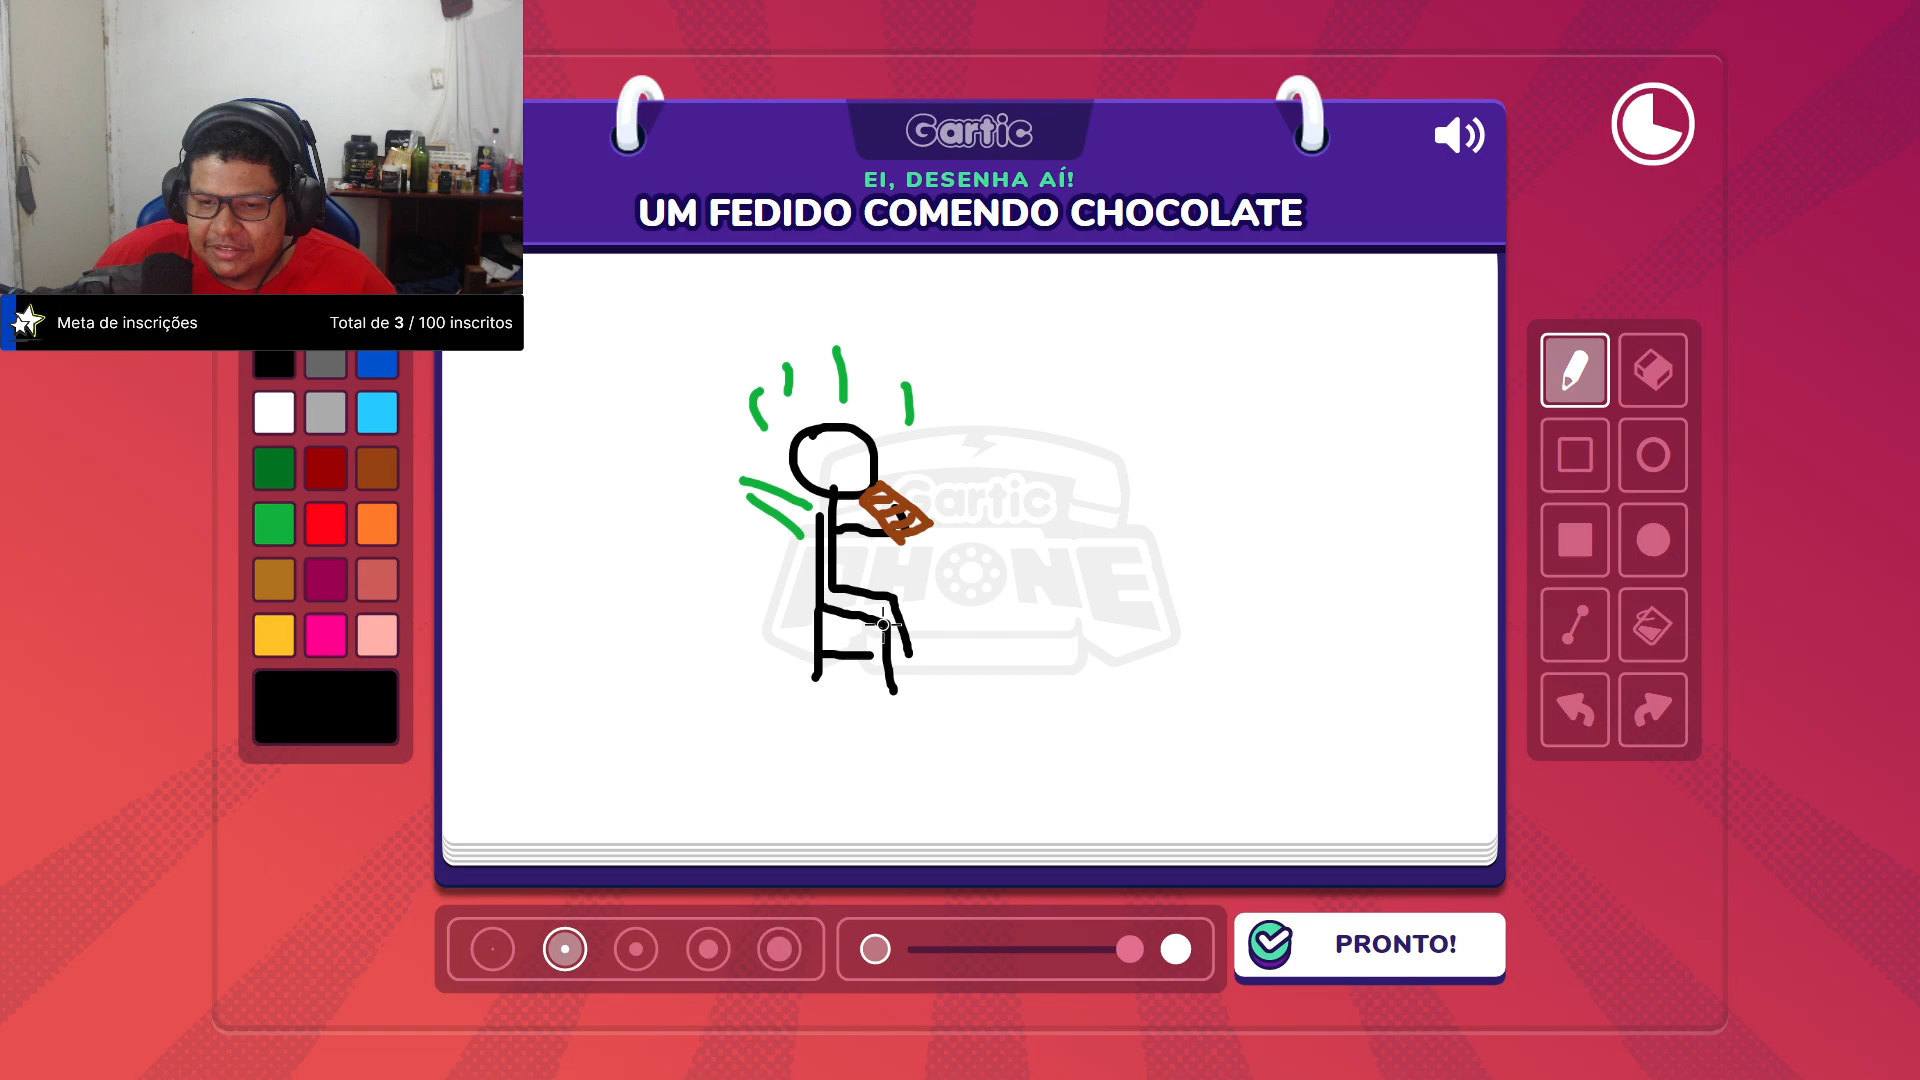 Gartic
EI, DESENHA AÍ!
UM FEDIDO COMENDO CHOCOLATE
Meta de inscrições
Total de 3 / 100 inscritos
Gartic
PHONE
PRONTO!